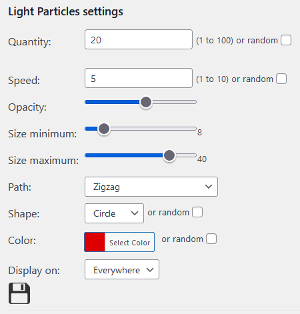 Light Particles settings
Quantity: 20 (1 to 100) or random
Speed: 5 (1 to 10) or random
Opacity:
Size minimum: 8
Size maximum: 40
Path: Zigzag
Shape: Circle or random
Color: Select Color or random
Display on: Everywhere